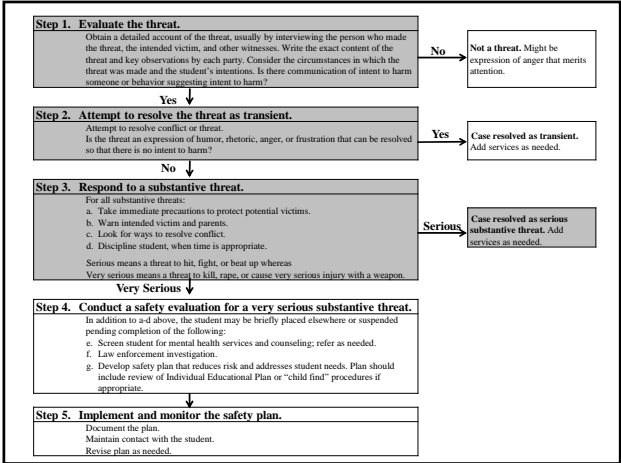 Step 1. Evaluate the threat.
Obtain a detailed account of the threat, usually by interviewing the person who made
the threat, the intended victim, and other witnesses. Write the exact content of the
threat and key observations by each party. Consider the circumstances in which the
threat was made and the student's intentions. Is there communication of intent to harm
someone or behavior suggesting intent to harm?
No
Not a threat. Might be
expression of anger that merits
attention.
Yes
Step 2. Attempt to resolve the threat as transient.
Attempt to resolve conflict or threat.
Is the threat an expression of humor, rhetoric, anger, or frustration that can be resolved
so that there is no intent to harm?
Yes
Case resolved as transient.
Add services as needed.
No
Step 3. Respond to a substantive threat.
For all substantive threats:
a. Take immediate precautions to protect potential victims.
b. Warn intended victim and parents.
c. Look for ways to resolve conflict.
d. Discipline student, when time is appropriate.
Serious means a threat to hit, fight, or beat up whereas
Very serious means a threat to kill, rape, or cause very serious injury with a weapon.
Serious
Case resolved as serious
substantive threat. Add
services as needed.
Very Serious
Step 4. Conduct a safety evaluation for a very serious substantive threat.
In addition to a-d above, the student may be briefly placed elsewhere or suspended
pending completion of the following:
e. Screen student for mental health services and counseling; refer as needed.
f. Law enforcement investigation.
g. Develop safety plan that reduces risk and addresses student needs. Plan should
include review of Individual Educational Plan or "child find" procedures if
appropriate.
Step 5. Implement and monitor the safety plan.
Document the plan.
Maintain contact with the student.
Revise plan as needed.